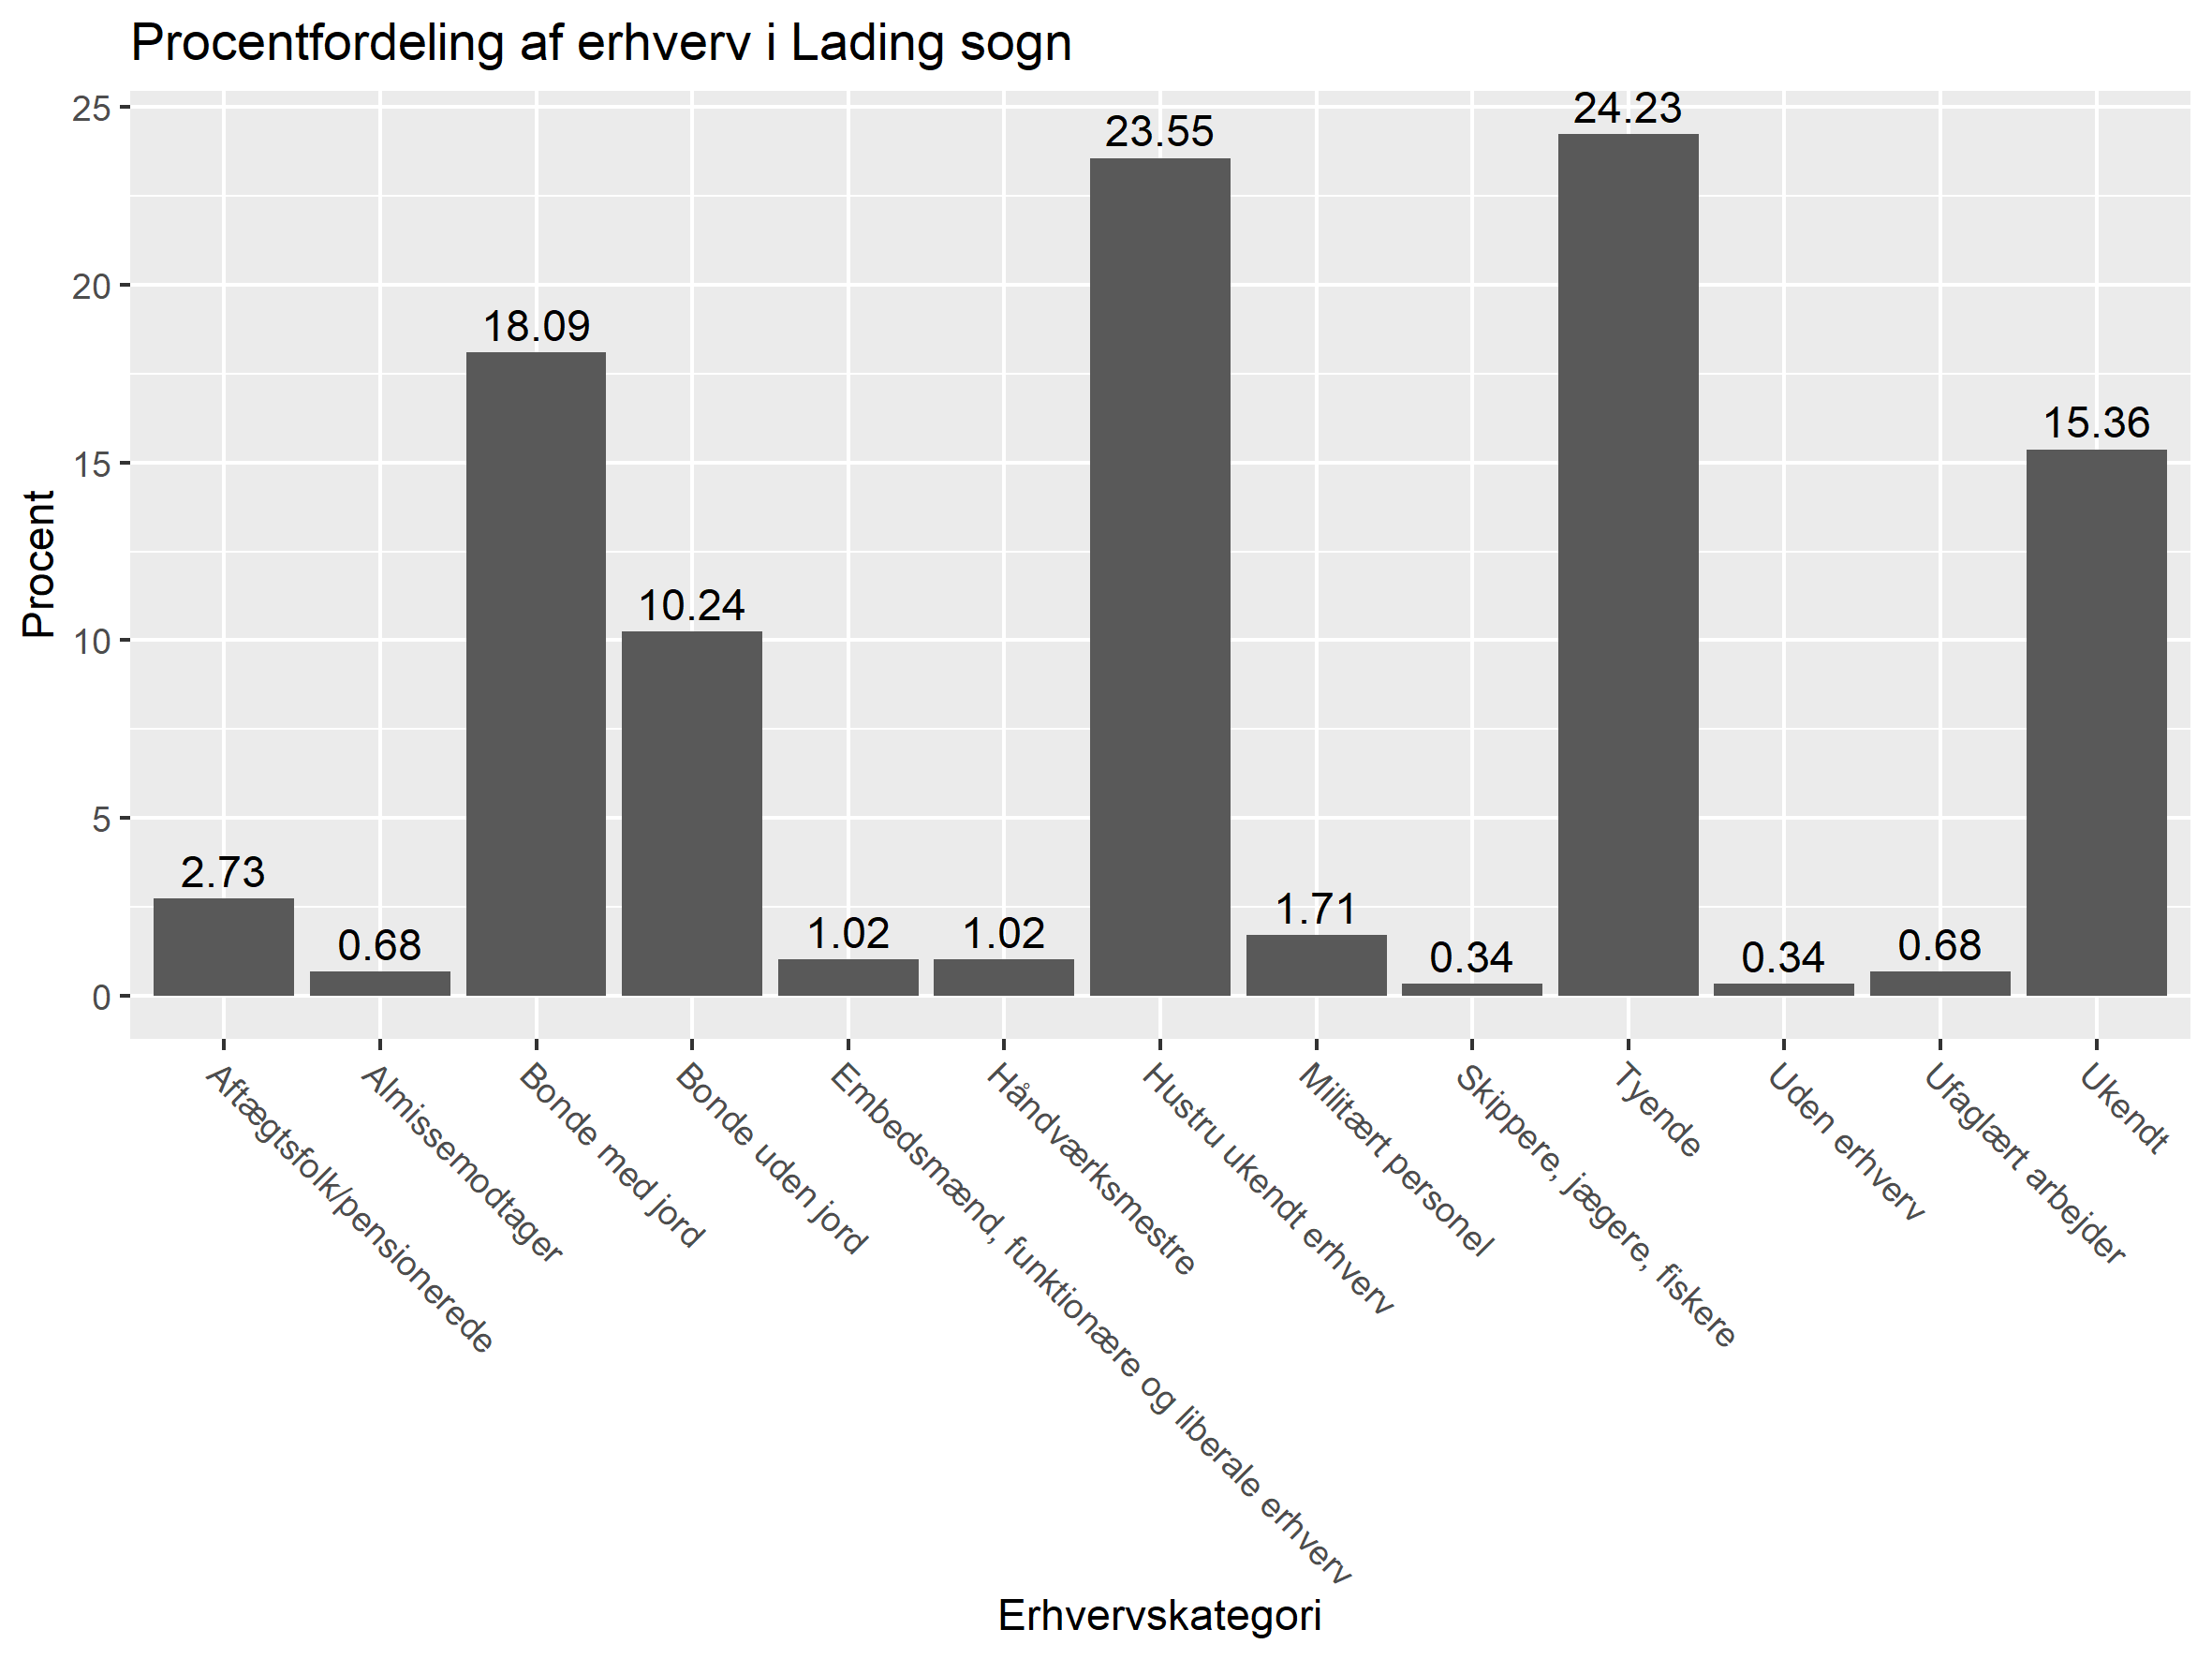 Procentfordeling af erhverv i Lading sogn
Procent
25
20
15
10
5
0
2.73
0.68
18.09
10.24
1.02
1.02
23.55
1.71
0.34
24.23
0.34
0.68
15.36
Aftægtsfolk/pensionerede
Almissemodtager
Bonde med jord
Bonde uden jord
Embedsmænd, funktionære og liberale erhverv
Håndværksmestre
Hustru ukendt erhverv
Militært personel
Skippere, jægere, fiskere
Tyende
Uden erhverv
Ufaglært arbejder
Ukendt
Erhvervskategori